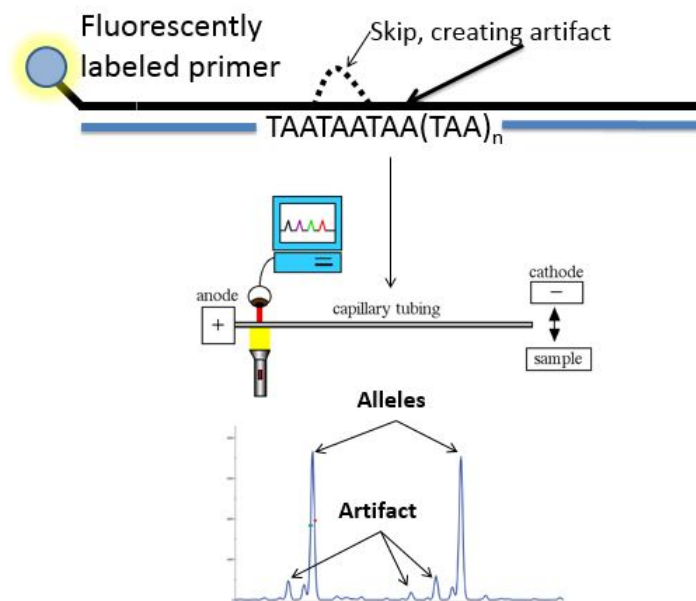 Fluorescently
labeled primer
Skip, creating artifact
TAATAATAA(TAA)n
cathode
−
anode
+
capillary tubing
sample
Alleles
Artifact